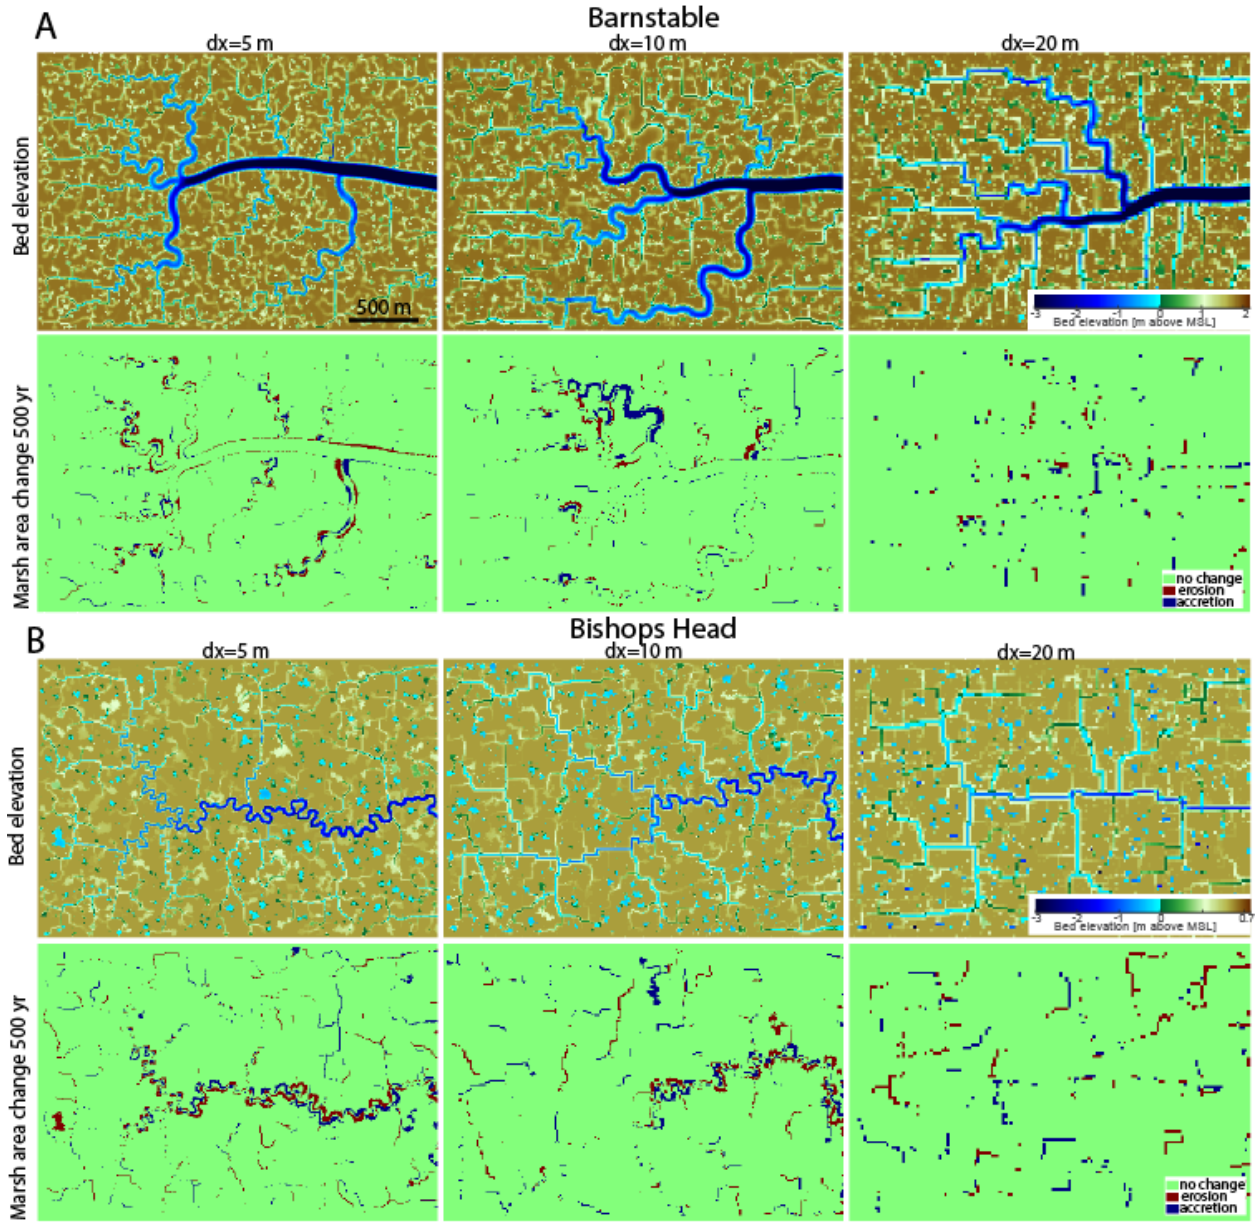 A
Barnstable
dx=5 m
dx=10 m
dx=20 m
Bed elevation
500 m
-3 -2 -1 0 1 2
Bed elevation [m above MSL]
Marsh area change 500 yr
no change
erosion
accretion
B
Bishops Head
dx=5 m
dx=10 m
dx=20 m
Bed elevation
-3 -2 -1 0 0.7
Bed elevation [m above MSL]
Marsh area change 500 yr
no change
erosion
accretion